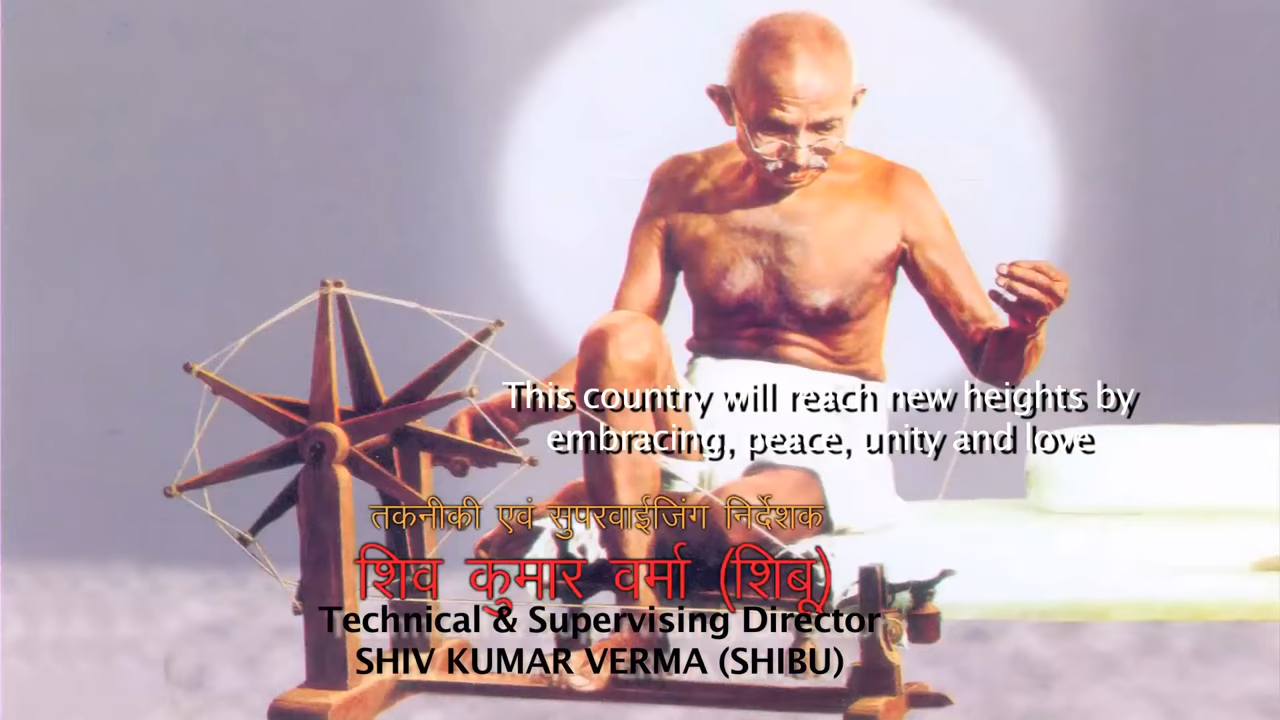 This country will reach new heights by
embracing, peace, unity and love
तकनीकी एवं सुपरवाईजिंग निर्देशक
शिव कुमार वर्मा (शिबू)
Technical & Supervising Director
SHIV KUMAR VERMA (SHIBU)